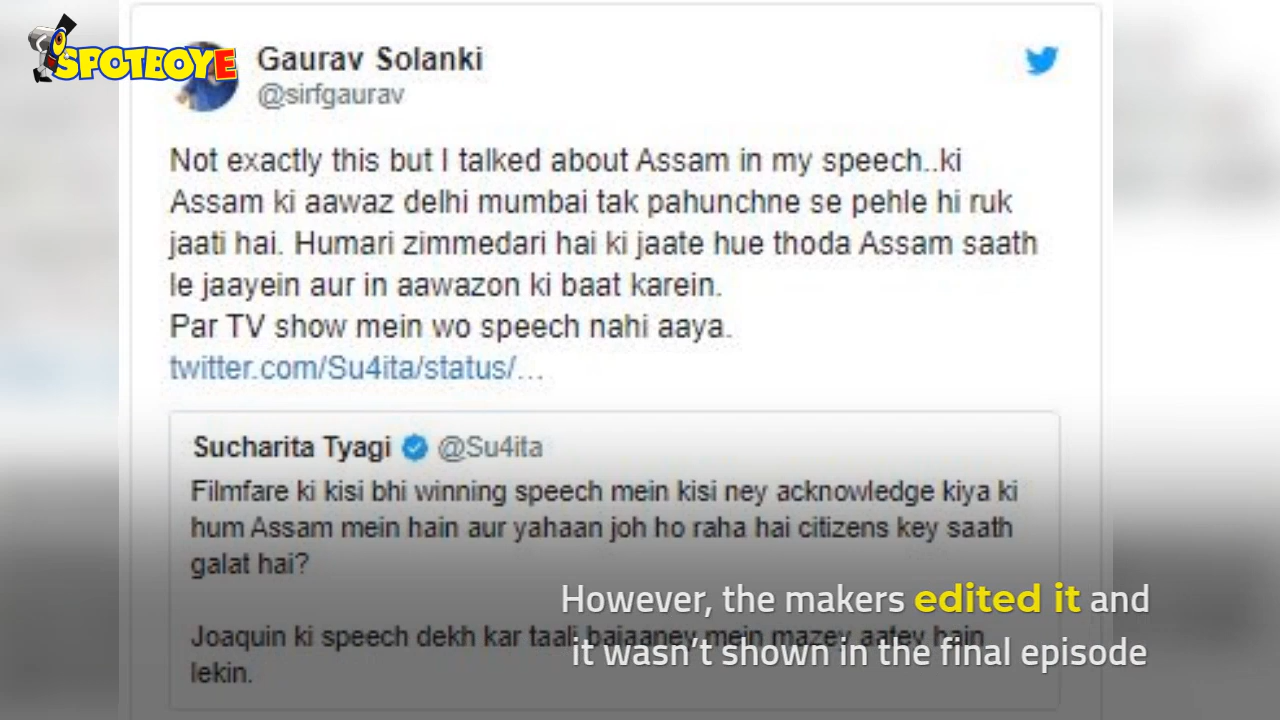 SPOTBOYE
Gaurav Solanki
@sirfgaurav
Not exactly this but I talked about Assam in my speech..ki
Assam ki aawaz delhi mumbai tak pahunchne se pehle hi ruk
jaati hai. Humari zimmedari hai ki jaate hue thoda Assam saath
le jaayein aur in aawazon ki baat karein.
Par TV show mein wo speech nahi aaya.
twitter.com/Su4ita/status/...
Sucharita Tyagi @Su4ita
Filmfare ki kisi bhi winning speech mein kisi ney acknowledge kiya ki
hum Assam mein hain aur yahaan joh ho raha hai citizens key saath
galat hai?
Joaquin ki speech dekh kar taali bajaaney mein mazey aatey hain
lekin.
However, the makers edited it and
it wasn't shown in the final episode